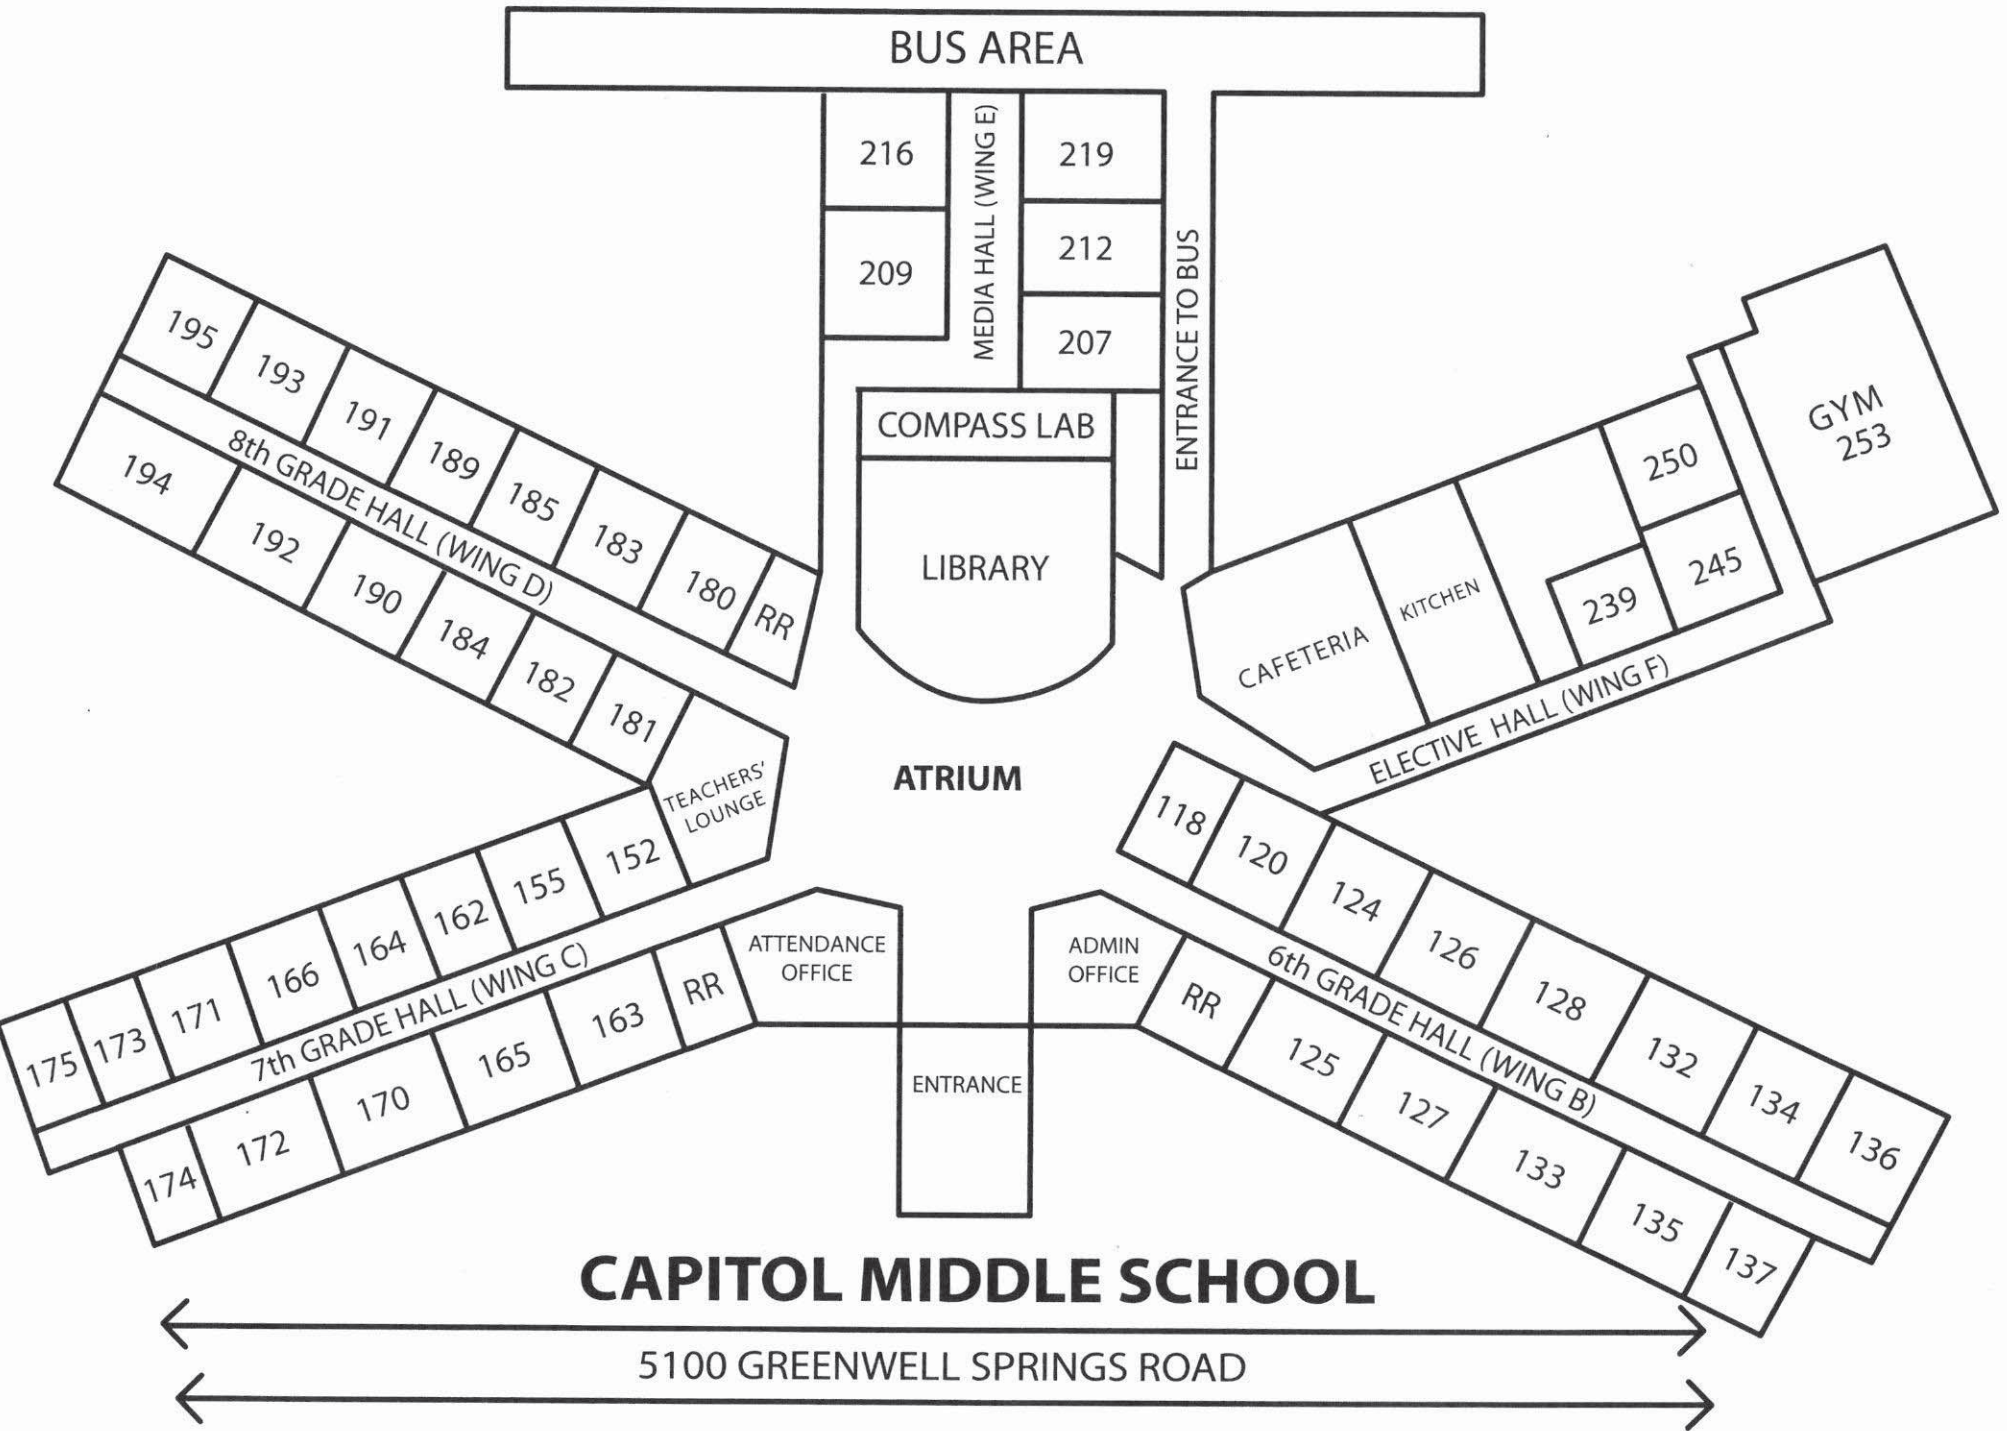 BUS AREA
216
209
MEDIA HALL (WING E)
219
212
207
ENTRANCE TO BUS
COMPASS LAB
LIBRARY
195
193
191
189
185
183
180
RR
8th GRADE HALL (WING D)
194
192
190
184
182
181
TEACHERS'
LOUNGE
GYM
253
250
245
239
KITCHEN
CAFETERIA
ELECTIVE HALL (WING F)
ATRIUM
152
155
162
164
166
171
173
175
7th GRADE HALL (WING C)
174
172
170
165
163
RR
ATTENDANCE
OFFICE
ADMIN
OFFICE
118
120
124
126
128
132
134
136
6th GRADE HALL (WING B)
RR
125
127
133
135
137
ENTRANCE
CAPITOL MIDDLE SCHOOL
5100 GREENWELL SPRINGS ROAD